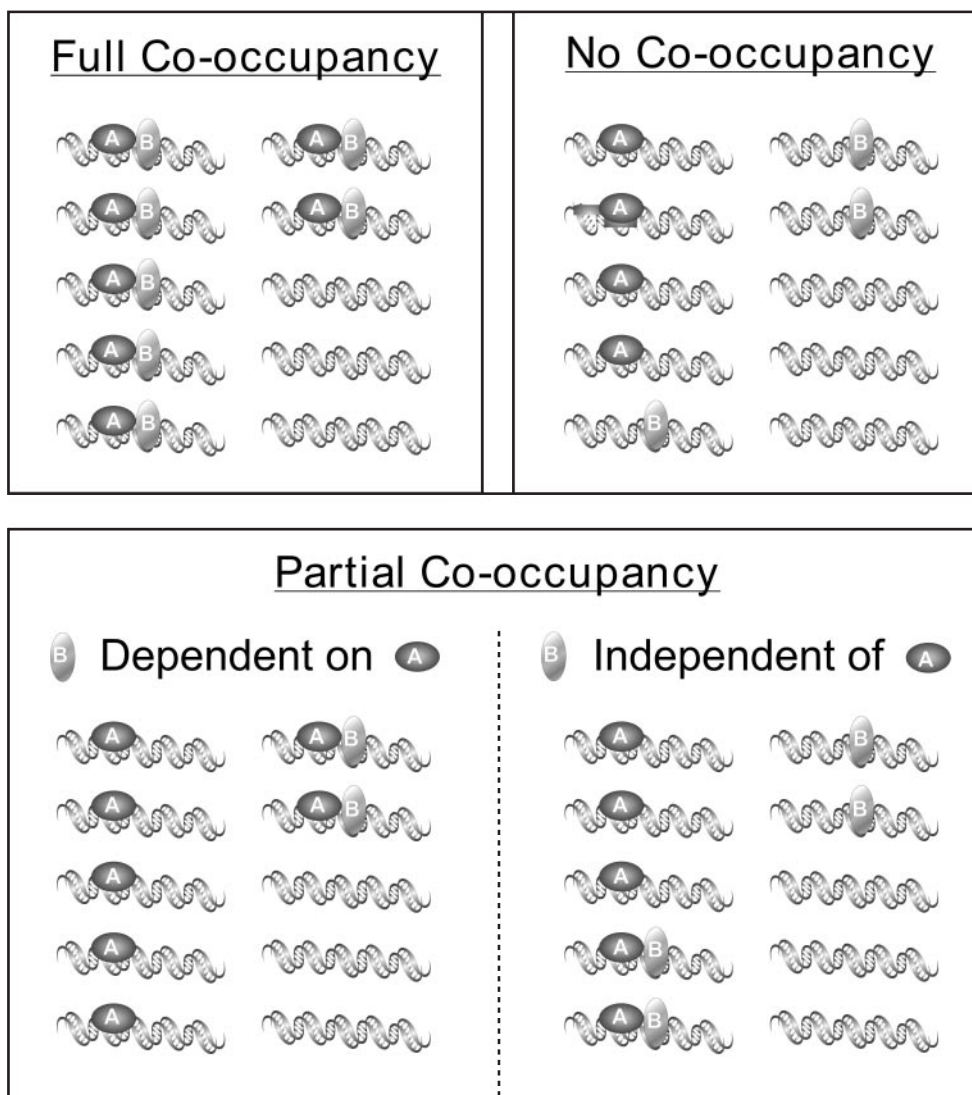 Full Co-occupancy
A B A B
A B A B
A B
A B
A B
No Co-occupancy
A B
A B
A
A
B
Partial Co-occupancy
B Dependent on A
A A B
A A B
A
A
A
B Independent of A
A B
A B
A
A B
A B